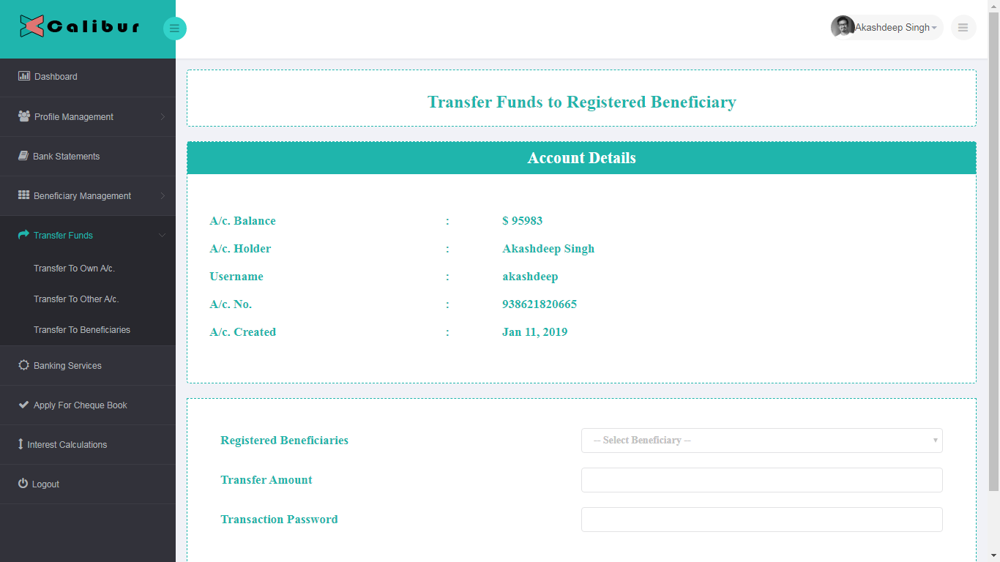 Calibur
Akashdeep Singh
Dashboard
Profile Management
Bank Statements
Beneficiary Management
Transfer Funds
Transfer To Own A/c.
Transfer To Other A/c.
Transfer To Beneficiaries
Banking Services
Apply For Cheque Book
Interest Calculations
Logout
Transfer Funds to Registered Beneficiary
Account Details
A/c. Balance : $ 95983
A/c. Holder : Akashdeep Singh
Username : akashdeep
A/c. No. : 938621820665
A/c. Created : Jan 11, 2019
Registered Beneficiaries -- Select Beneficiary --
Transfer Amount
Transaction Password